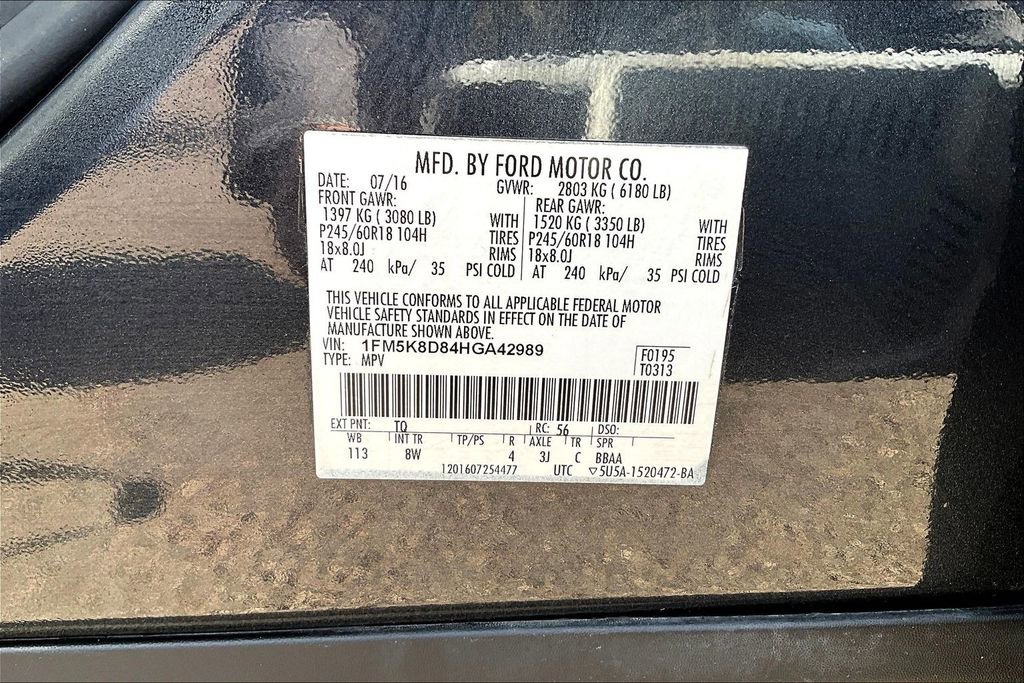 MFD. BY FORD MOTOR CO.
DATE: 07/16 GVWR: 2803 KG ( 6180 LB)
FRONT GAWR: REAR GAWR:
1397 KG ( 3080 LB) WITH 1520 KG ( 3350 LB) WITH
P245/60R18 104H TIRES P245/60R18 104H TIRES
18x8.0J RIMS 18x8.0J RIMS
AT 240 kPa/ 35 PSI COLD AT 240 kPa/ 35 PSI COLD
THIS VEHICLE CONFORMS TO ALL APPLICABLE FEDERAL MOTOR
VEHICLE SAFETY STANDARDS IN EFFECT ON THE DATE OF
MANUFACTURE SHOWN ABOVE.
VIN: 1FM5K8D84HGA42989 F0195
TYPE: MPV T0313
EXT PNT: TQ RC: 56 DSO:
WB INT TR TP/PS R AXLE TR SPR
113 8W 4 3J C BBAA
1201607254477 UTC ▽5U5A-1520472-BA